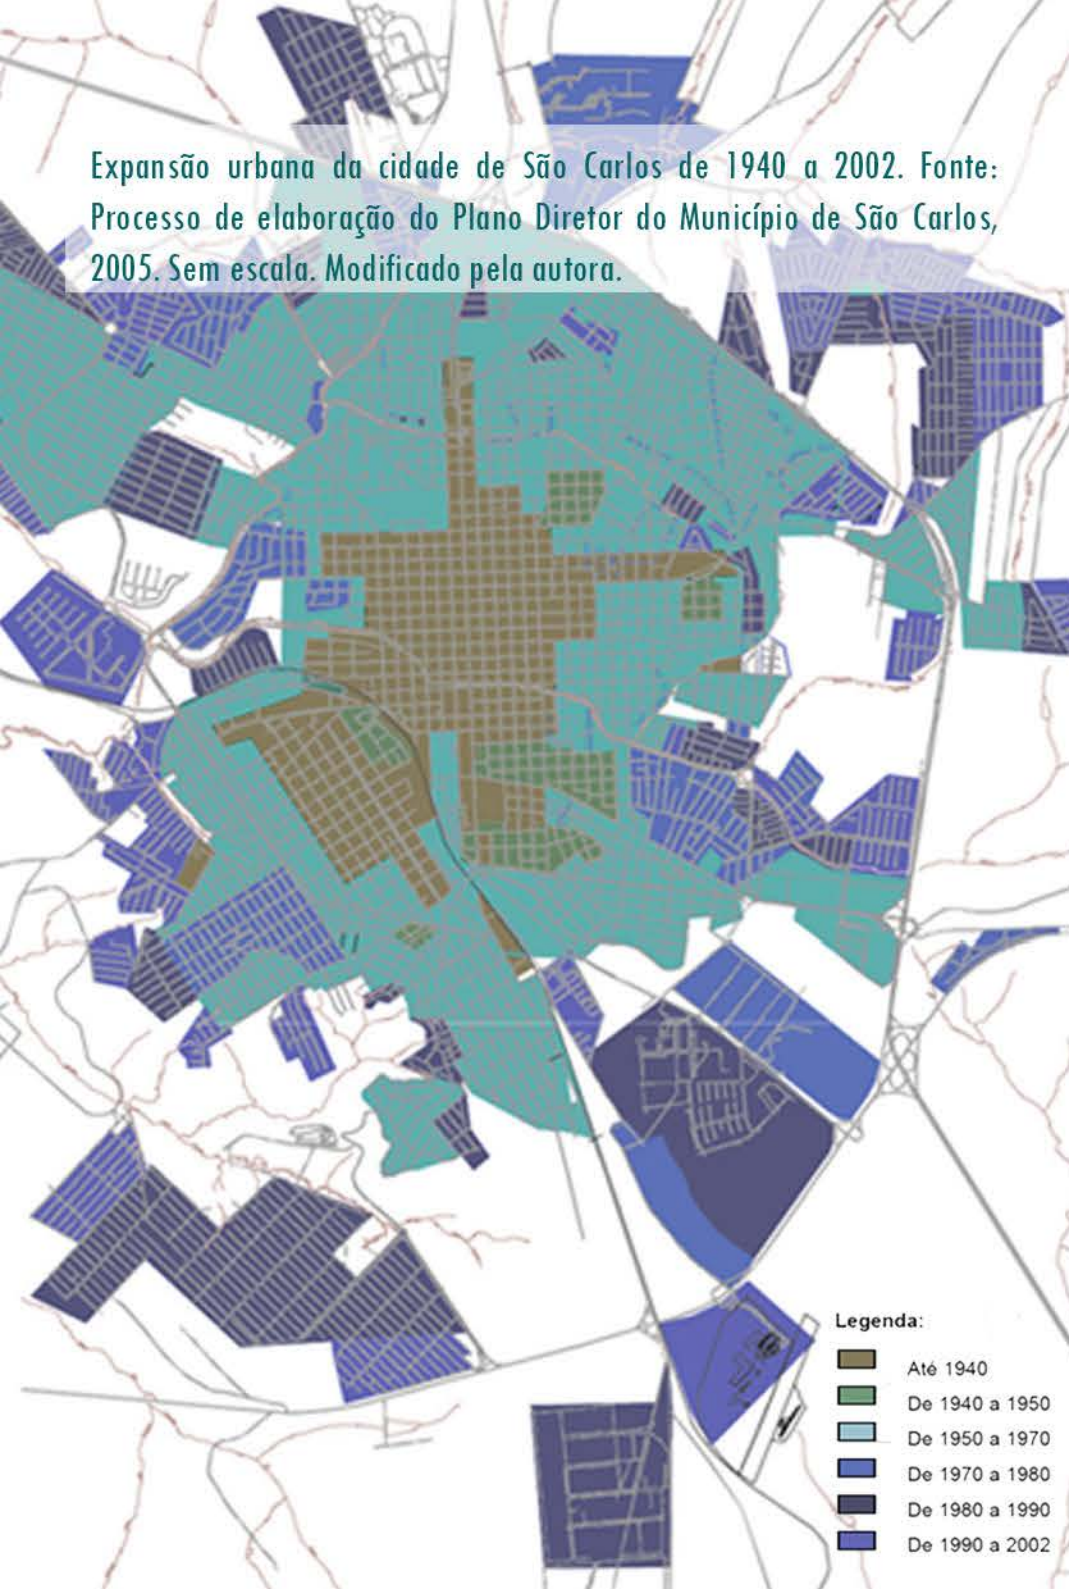 Expansão urbana da cidade de São Carlos de 1940 a 2002. Fonte:
Processo de elaboração do Plano Diretor do Município de São Carlos,
2005. Sem escala. Modificado pela autora.
Legenda:
Até 1940
De 1940 a 1950
De 1950 a 1970
De 1970 a 1980
De 1980 a 1990
De 1990 a 2002